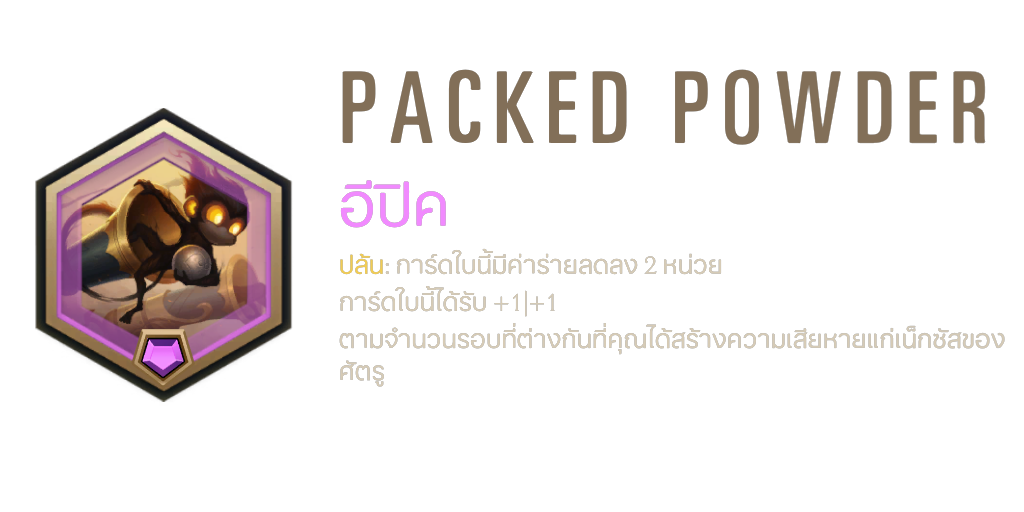 PACKED POWDER
อีปิค
ปล้น: การ์ดใบนี้มีค่าร่ายลดลง 2 หน่วย
การ์ดใบนี้ได้รับ +1|+1
ตามจำนวนรอบที่ต่างกันที่คุณได้สร้างความเสียหายแก่เน็กซัสของ
ศัตรู